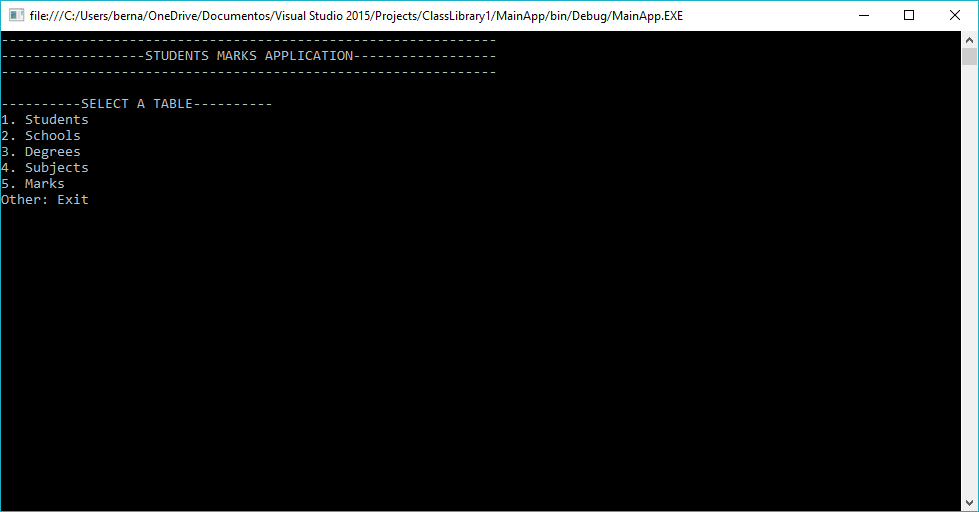 file:///C:/Users/berna/OneDrive/Documentos/Visual Studio 2015/Projects/ClassLibrary1/MainApp/bin/Debug/MainApp.EXE
--------------------------------------------------------------
------------------STUDENTS MARKS APPLICATION------------------
--------------------------------------------------------------
----------SELECT A TABLE----------
1. Students
2. Schools
3. Degrees
4. Subjects
5. Marks
Other: Exit